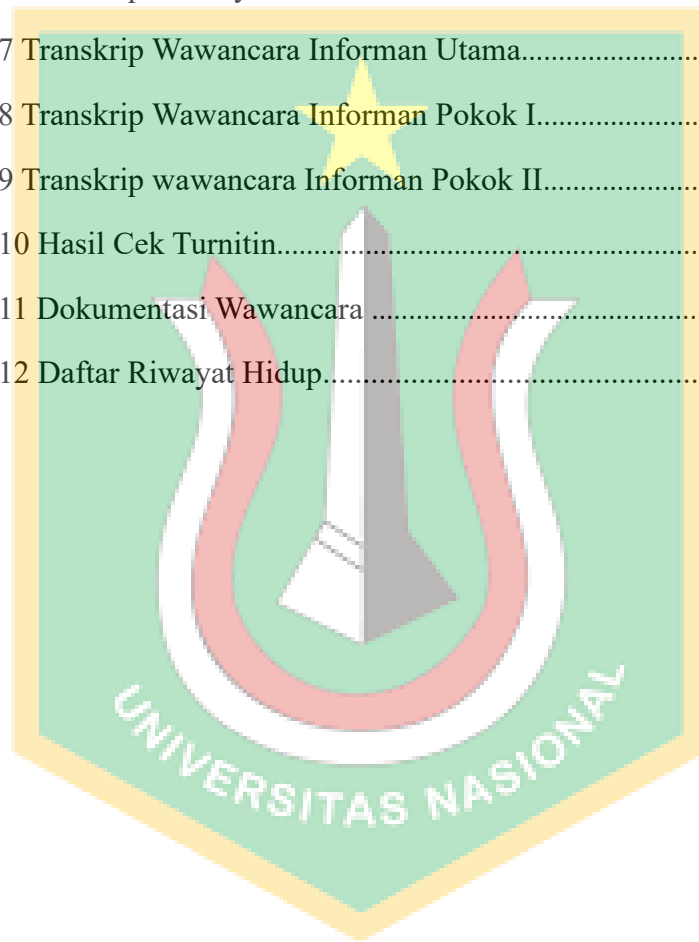 7 Transkrip Wawancara Informan Utama........................
8 Transkrip Wawancara Informan Pokok I......................
9 Transkrip wawancara Informan Pokok II.....................
10 Hasil Cek Turnitin.....................................................
11 Dokumentasi Wawancara .........................................
12 Daftar Riwayat Hidup...............................................
UNIVERSITAS NASIONAL